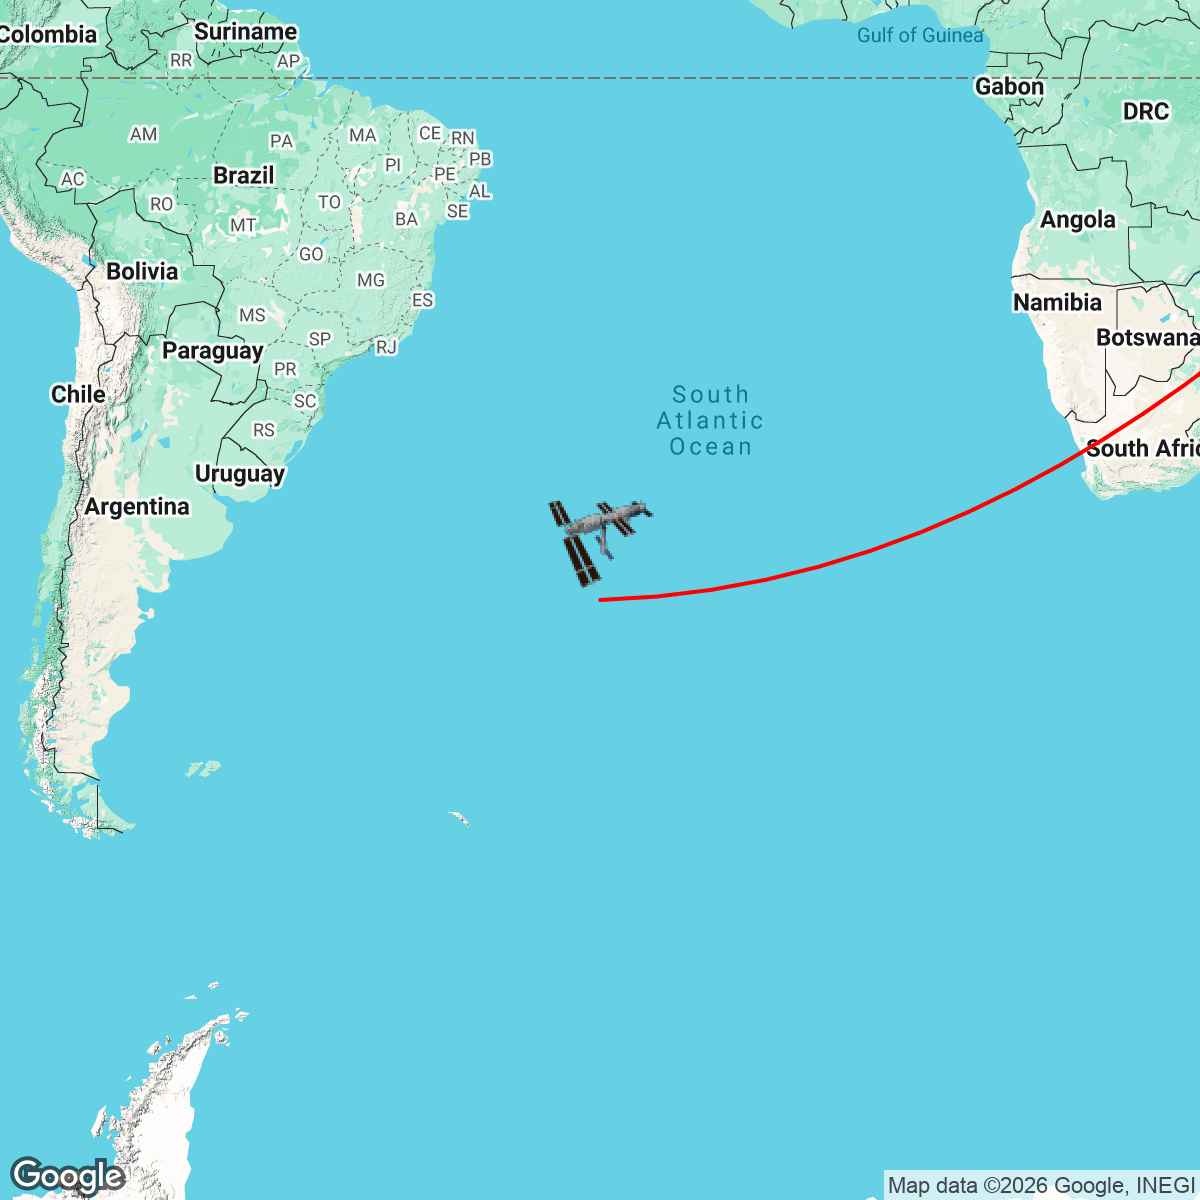 Colombia
Suriname
Gulf of Guinea
RR
AP
Gabon
DRC
AM
PA
MA
CE
RN
PI
PB
PE
AC
Brazil
AL
RO
TO
SE
MT
BA
Angola
GO
Bolivia
MG
ES
Namibia
MS
SP
RJ
Botswana
Paraguay
PR
Chile
SC
South
Atlantic
Ocean
RS
South Afric
Uruguay
Argentina
Google
Map data ©2026 Google, INEGI